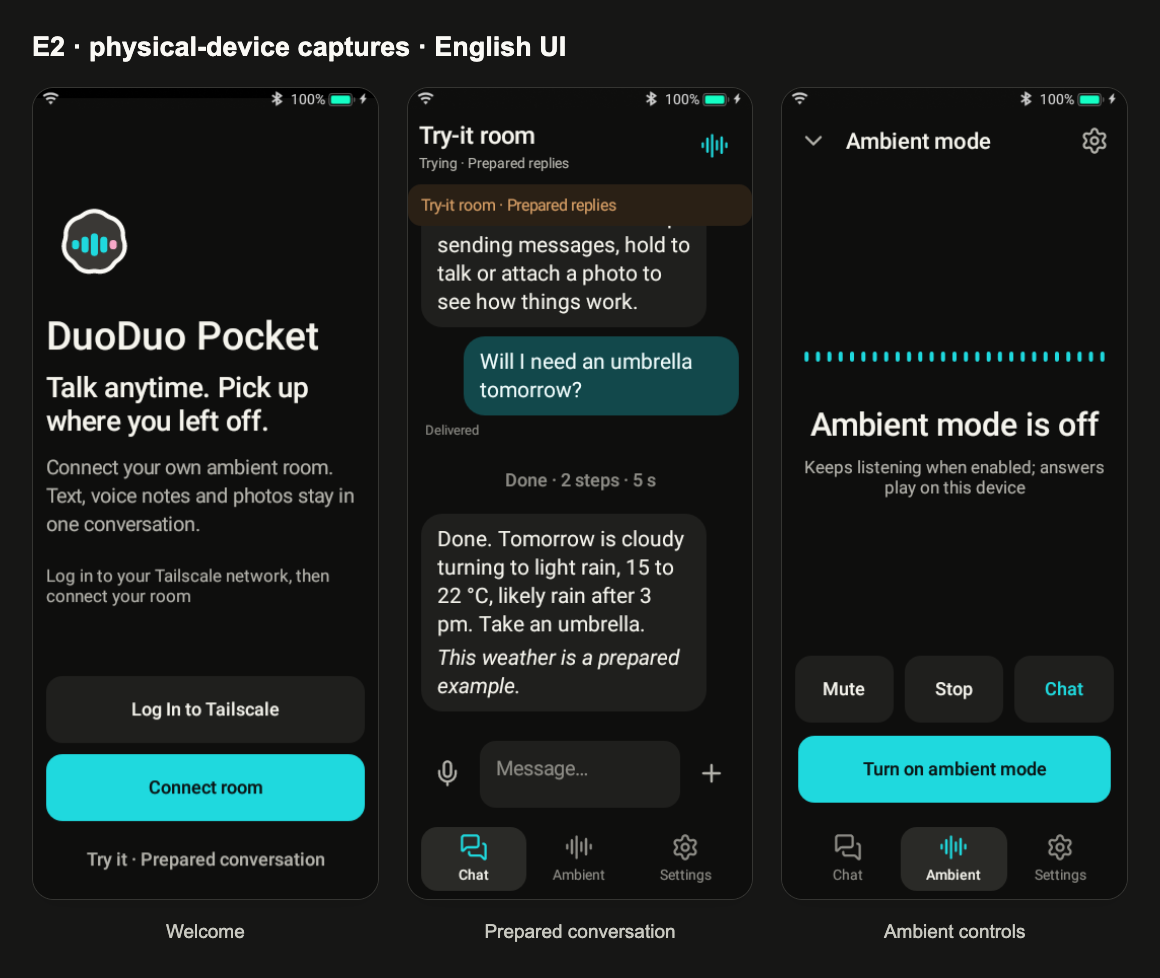 E2 · physical-device captures · English UI
100%
DuoDuo Pocket
Talk anytime. Pick up
where you left off.
Connect your own ambient room.
Text, voice notes and photos stay in
one conversation.
Log in to your Tailscale network, then
connect your room
Log In to Tailscale
Connect room
Try it · Prepared conversation
Welcome
100%
Try-it room
Trying · Prepared replies
Try-it room · Prepared replies
sending messages, hold to
talk or attach a photo to
see how things work.
Will I need an umbrella
tomorrow?
Delivered
Done · 2 steps · 5 s
Done. Tomorrow is cloudy
turning to light rain, 15 to
22 °C, likely rain after 3
pm. Take an umbrella.
This weather is a prepared
example.
Message…
Chat
Ambient
Settings
Prepared conversation
100%
Ambient mode
Ambient mode is off
Keeps listening when enabled; answers
play on this device
Mute
Stop
Chat
Turn on ambient mode
Chat
Ambient
Settings
Ambient controls